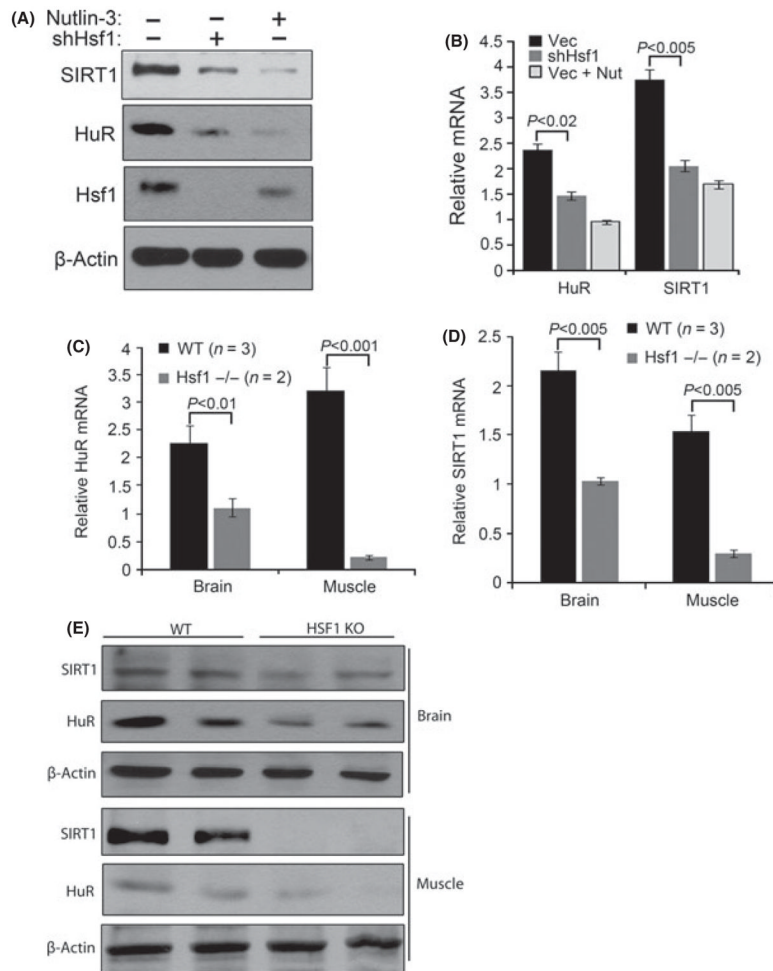 (A)
Nutlin-3: – – +
shHsf1: – + –
SIRT1
HuR
Hsf1
β-Actin
(B)
Vec
shHsf1
Vec + Nut
P<0.005
P<0.02
Relative mRNA
4.5
4
3.5
3
2.5
2
1.5
1
0.5
0
HuR SIRT1
(C)
WT (n = 3)
Hsf1 –/– (n = 2)
P<0.001
P<0.01
Relative HuR mRNA
4
3.5
3
2.5
2
1.5
1
0.5
0
Brain Muscle
(D)
WT (n = 3)
Hsf1 –/– (n = 2)
P<0.005
P<0.005
Relative SIRT1 mRNA
2.5
2
1.5
1
0.5
0
Brain Muscle
(E)
WT HSF1 KO
SIRT1
HuR
β-Actin
Brain
SIRT1
HuR
β-Actin
Muscle